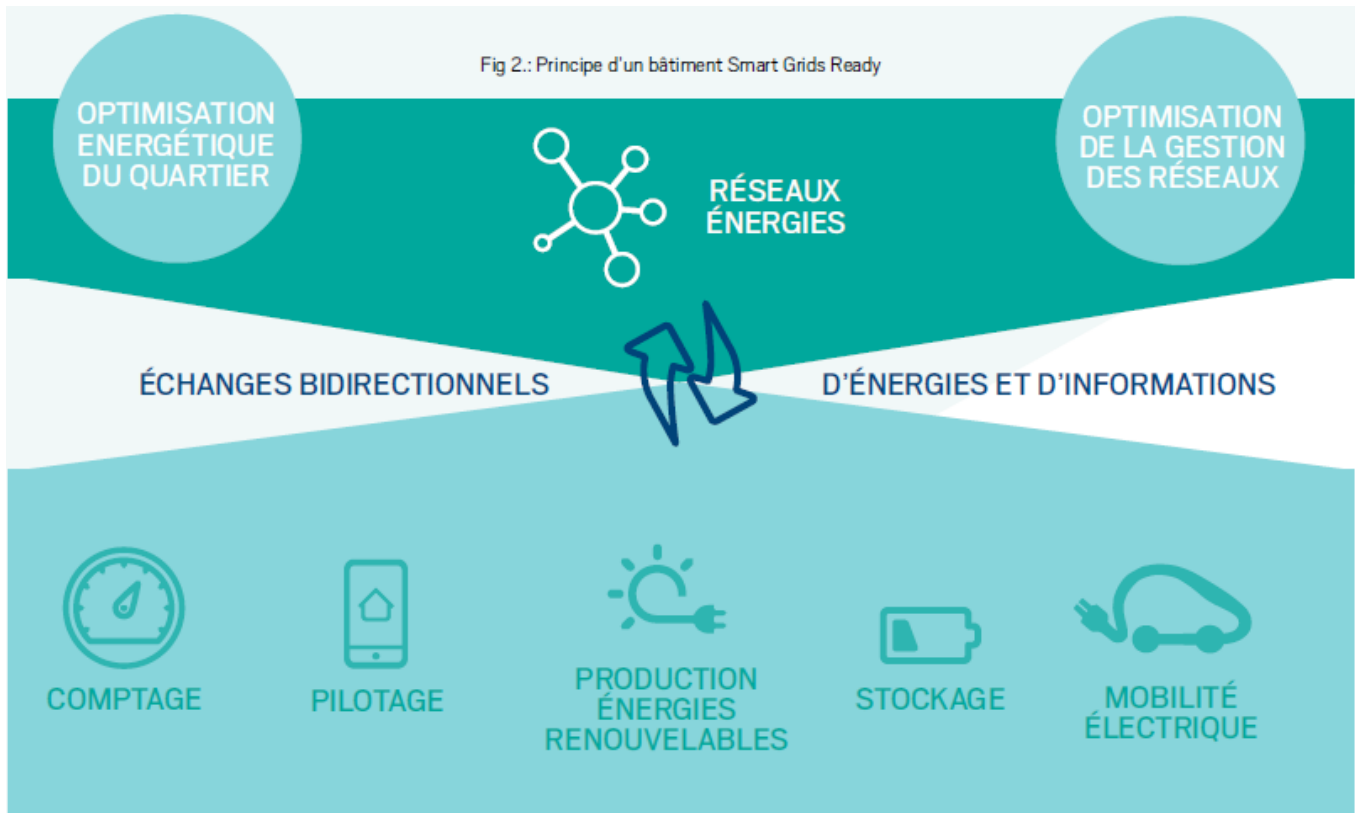 Fig 2.: Principe d'un bâtiment Smart Grids Ready
OPTIMISATION
ENERGÉTIQUE
DU QUARTIER
RÉSEAUX
ÉNERGIES
OPTIMISATION
DE LA GESTION
DES RÉSEAUX
ÉCHANGES BIDIRECTIONNELS
D'ÉNERGIES ET D'INFORMATIONS
COMPTAGE
PILOTAGE
PRODUCTION
ÉNERGIES
RENOUVELABLES
STOCKAGE
MOBILITÉ
ÉLECTRIQUE